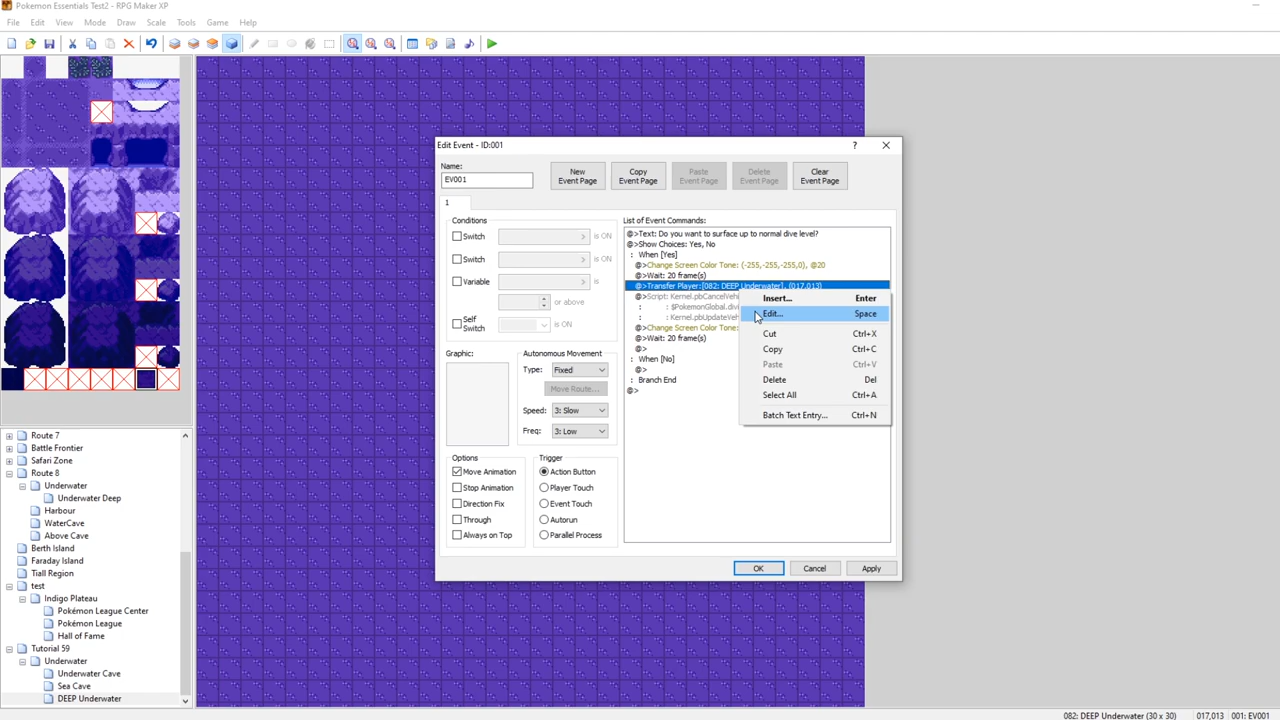 Pokemon Essentials Test2 - RPG Maker XP
File Edit View Mode Draw Scale Tools Game Help
Edit Event - ID:001
Name:
EV001
New Event Page
Copy Event Page
Paste Event Page
Delete Event Page
Clear Event Page
1
Conditions
Switch is ON
Switch is ON
Variable is
or above
Self Switch is ON
Graphic:
Autonomous Movement
Type: Fixed
Move Route...
Speed: 3: Slow
Freq: 3: Low
Options
Move Animation
Stop Animation
Direction Fix
Through
Always on Top
Trigger
Action Button
Player Touch
Event Touch
Autorun
Parallel Process
List of Event Commands:
@>Text: Do you want to surface up to normal dive level?
@>Show Choices: Yes, No
: When [Yes]
@>Change Screen Color Tone: (-255,-255,-255,0), @20
@>Wait: 20 frame(s)
@>Transfer Player:[082: DEEP Underwater], (017,013)
@>Script: Kernel.pbCancelVehi
: : $PokemonGlobal.divi
: : Kernel.pbUpdateVeh
@>Change Screen Color Tone:
@>Wait: 20 frame(s)
@>
: When [No]
@>
: Branch End
@>
Insert... Enter
Edit... Space
Cut Ctrl+X
Copy Ctrl+C
Paste Ctrl+V
Delete Del
Select All Ctrl+A
Batch Text Entry... Ctrl+N
OK Cancel Apply
Route 7
Battle Frontier
Safari Zone
Route 8
Underwater
Underwater Deep
Harbour
WaterCave
Above Cave
Berth Island
Faraday Island
Tiall Region
test
Indigo Plateau
Pokémon League Center
Pokémon League
Hall of Fame
Tutorial 59
Underwater
Underwater Cave
Sea Cave
DEEP Underwater
082: DEEP Underwater (30 x 30) 017,013 001: EV001